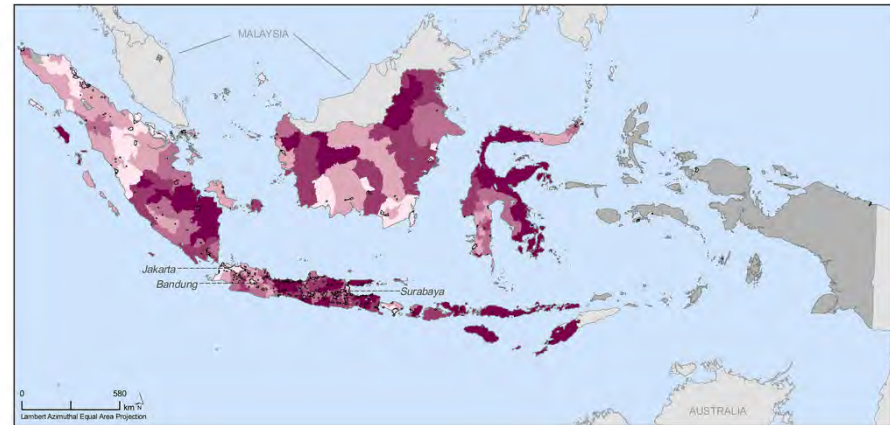 MALAYSIA
Jakarta
Bandung
Surabaya
0 580
km N
Lambert Azimuthal Equal Area Projection
AUSTRALIA